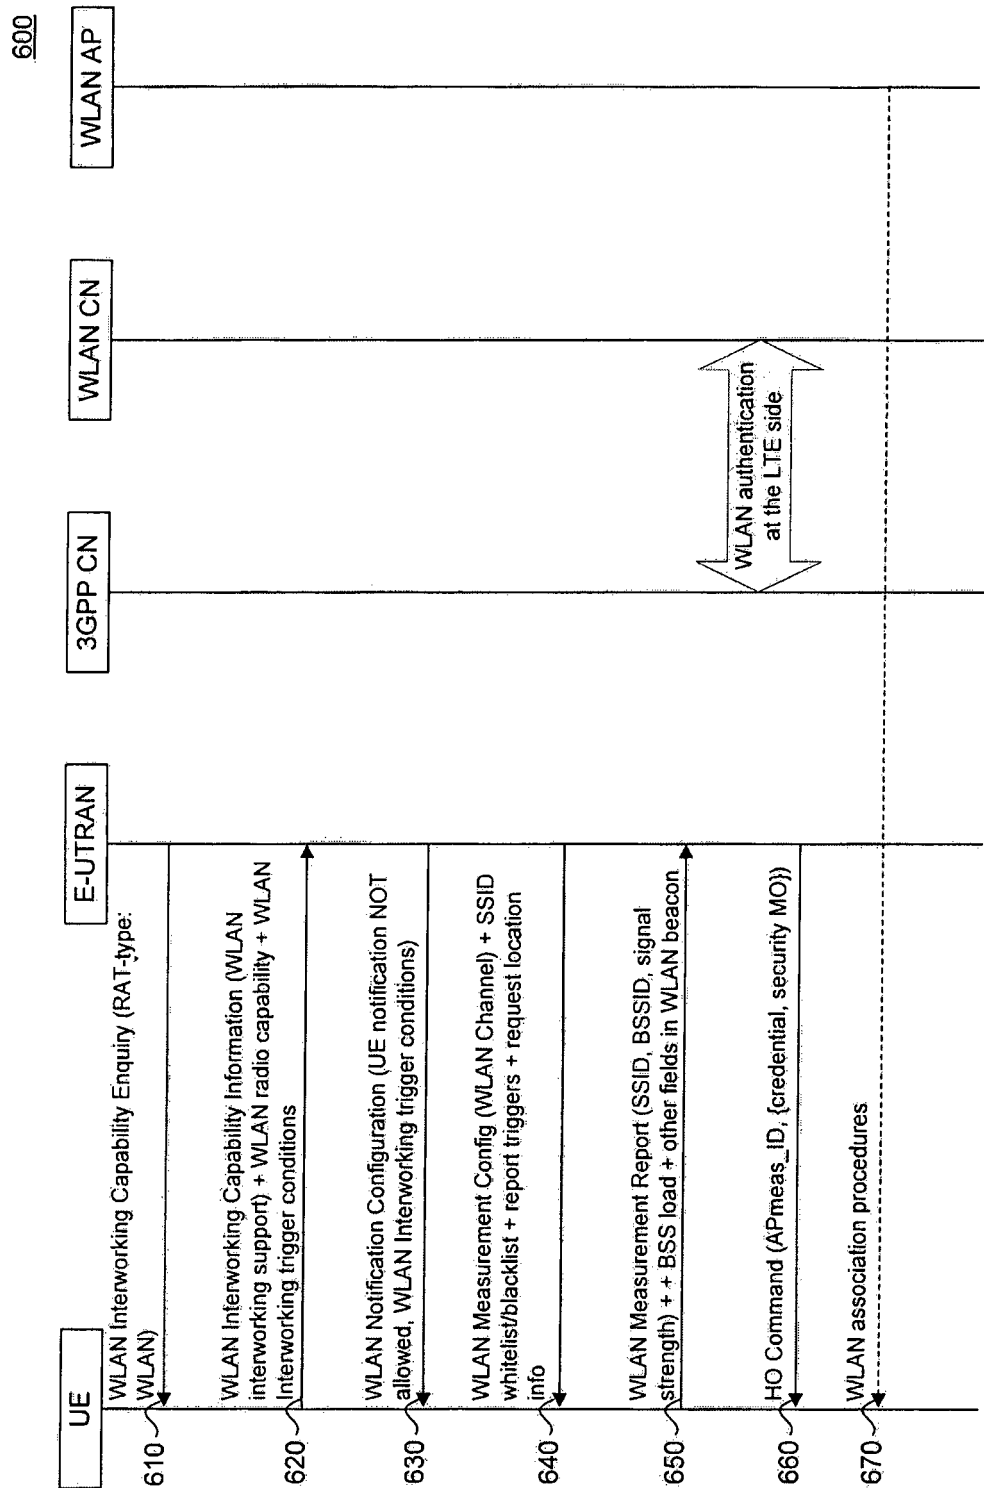 600
UE
E-UTRAN
3GPP CN
WLAN CN
WLAN AP
610
WLAN Interworking Capability Enquiry (RAT-type:
WLAN)
620
WLAN Interworking Capability Information (WLAN
interworking support) + WLAN radio capability + WLAN
Interworking trigger conditions
630
WLAN Notification Configuration (UE notification NOT
allowed, WLAN Interworking trigger conditions)
640
WLAN Measurement Config (WLAN Channel) + SSID
whitelist/blacklist + report triggers + request location
info
650
WLAN Measurement Report (SSID, BSSID, signal
strength) + + BSS load + other fields in WLAN beacon
WLAN authentication
at the LTE side
660
HO Command (APmeas_ID, {credential, security MO})
670
WLAN association procedures